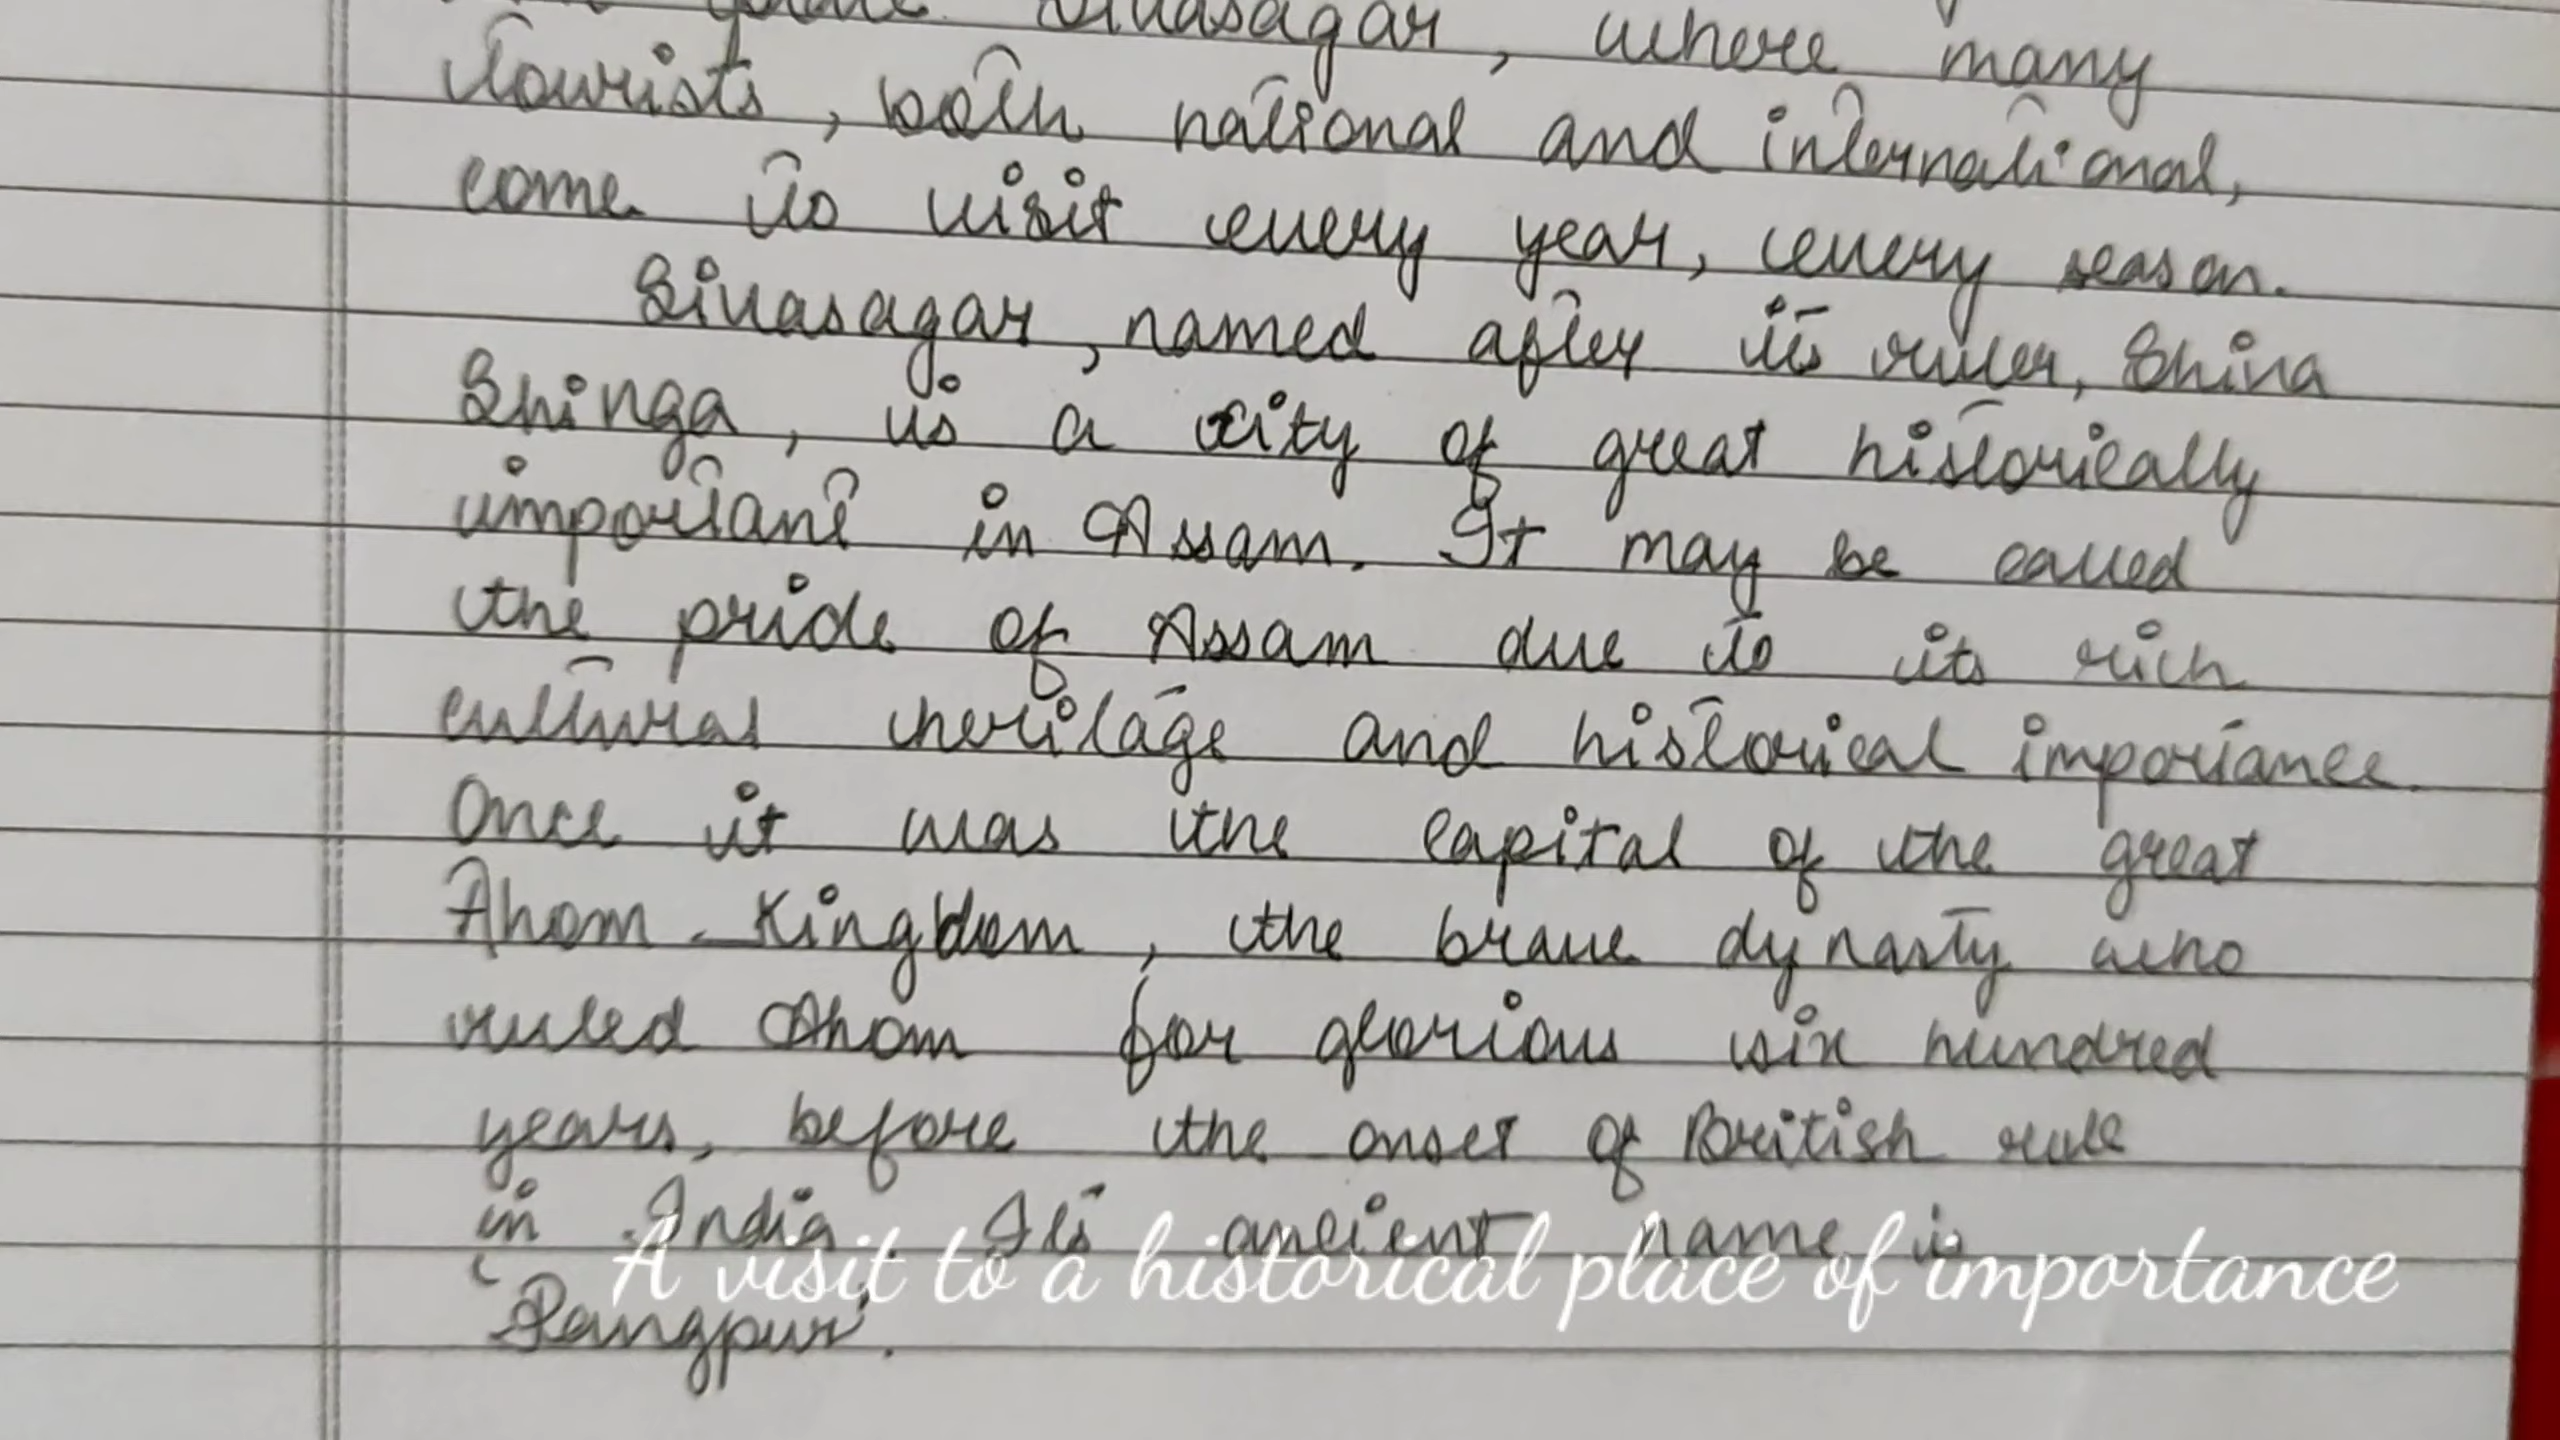 Sivasagar, where many
tourists, both national and international,
come to visit every year, every season.
Sivasagar, named after its ruler, Shiva
Shinga, is a city of great historically
important in Assam. It may be called
the pride of Assam due to its rich
cultural heritage and historical importance.
Once it was the capital of the great
Ahom Kingdom, the brave dynasty who
ruled Ahom for glorious six hundred
years, before the onset of British rule
in India. Its ancient name is
'Rangpur'.
A visit to a historical place of importance